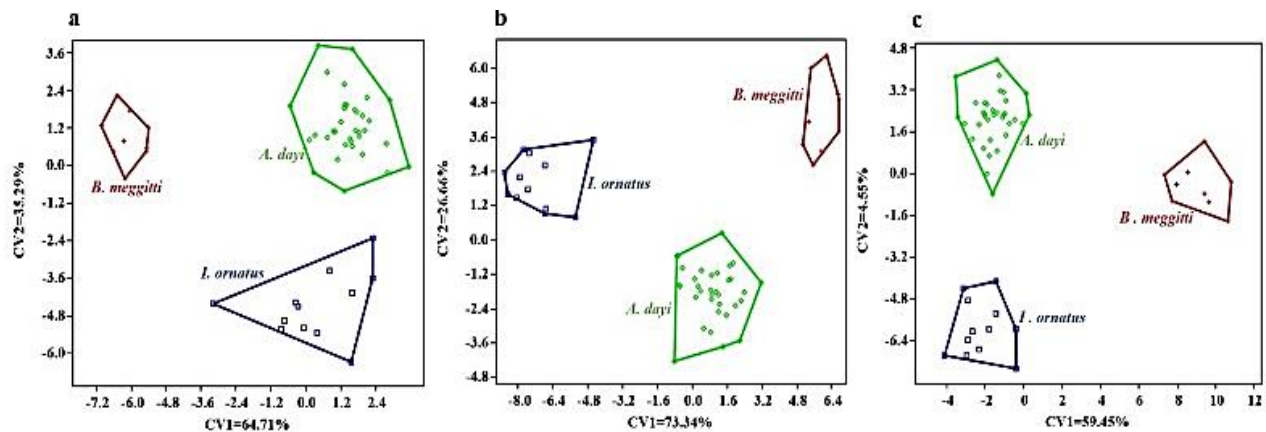 a
3.6
2.4
1.2
0.0
-1.2
-2.4
-3.6
-4.8
-6.0
CV2=35.29%
B. meggitti
A. dayi
I. ornatus
-7.2 -6.0 -4.8 -3.6 -2.4 -1.2 0.0 1.2 2.4
CV1=64.71%
b
6.0
4.8
3.6
2.4
1.2
0.0
-1.2
-2.4
-3.6
-4.8
CV2=26.66%
B. meggitti
I. ornatus
A. dayi
-8.0 -6.4 -4.8 -3.2 -1.6 0.0 1.6 3.2 4.8 6.4
CV1=73.34%
c
4.8
3.2
1.6
0.0
-1.6
-3.2
-4.8
-6.4
CV2=4.55%
A. dayi
B . meggitti
I . ornatus
-4 -2 0 2 4 6 8 10 12
CV1=59.45%